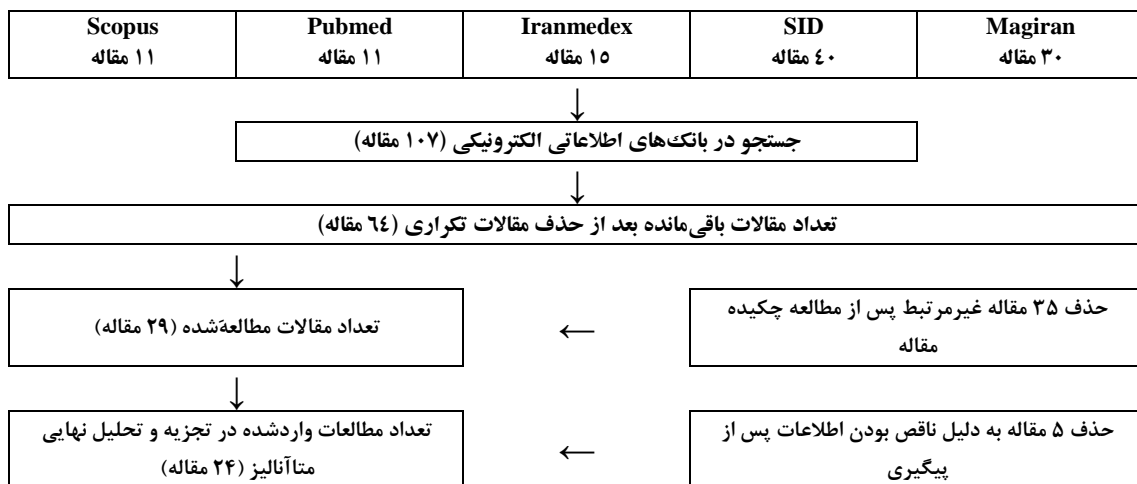 Scopus
۱۱ مقاله
Pubmed
۱۱ مقاله
Iranmedex
۱۵ مقاله
SID
٤۰ مقاله
Magiran
۳۰ مقاله
↓
جستجو در بانک‌های اطلاعاتی الکترونیکی (۱۰۷ مقاله)
↓
تعداد مقالات باقی‌مانده بعد از حذف مقالات تکراری (٦٤ مقاله)
↓
حذف ۳۵ مقاله غیرمرتبط پس از مطالعه چکیده
مقاله
←
تعداد مقالات مطالعه‌شده (۲۹ مقاله)
↓
حذف ۵ مقاله به دلیل ناقص بودن اطلاعات پس از
پیگیری
←
تعداد مطالعات واردشده در تجزیه و تحلیل نهایی
متاآنالیز (۲۴ مقاله)